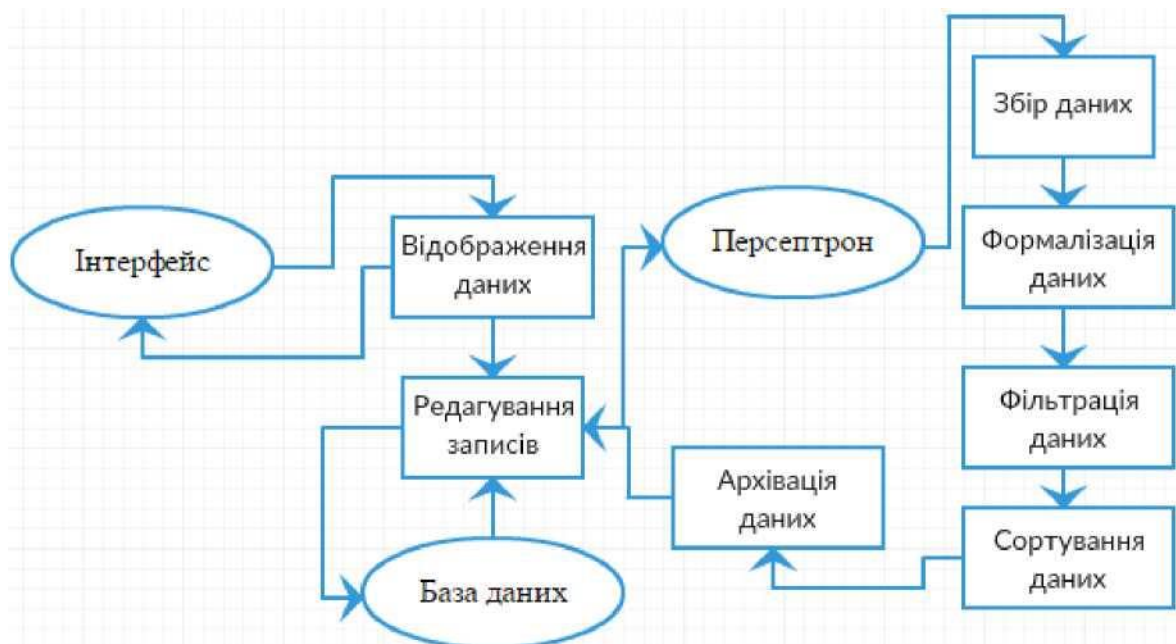 Збір даних
Інтерфейс
Відображення
даних
Персептрон
Формалізація
даних
Редагування
записів
Фільтрація
даних
Архівація
даних
Сортування
даних
База даних